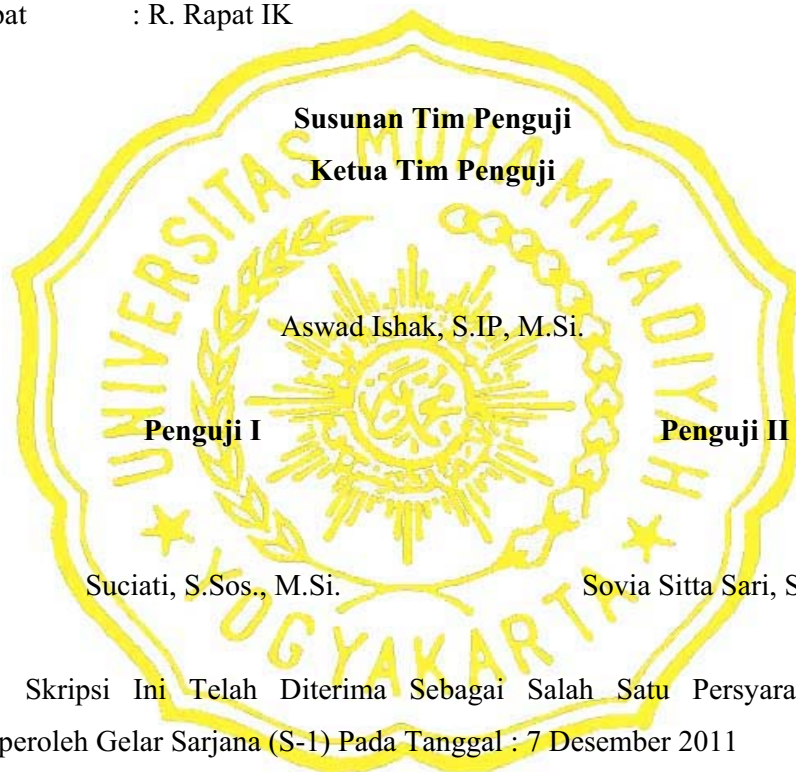 pat : R. Rapat IK
Susunan Tim Penguji
Ketua Tim Penguji
UNIVERSITAS MUHAMMADIYAH
Aswad Ishak, S.IP, M.Si.
Penguji I Penguji II
YOGYAKARTA
Suciati, S.Sos., M.Si. Sovia Sitta Sari, S
Skripsi Ini Telah Diterima Sebagai Salah Satu Persyara
peroleh Gelar Sarjana (S-1) Pada Tanggal : 7 Desember 2011